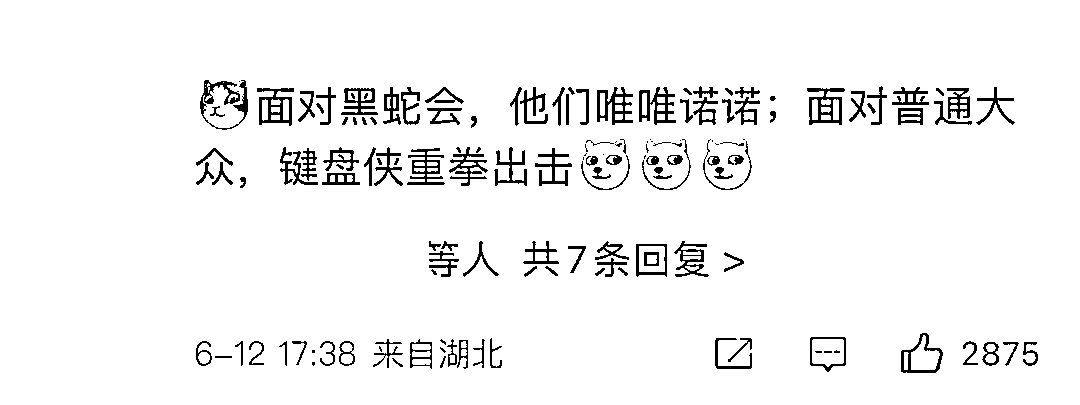 面对黑蛇会，他们唯唯诺诺；面对普通大
众，键盘侠重拳出击
等人 共7条回复 >
6-12 17:38 来自湖北 2875